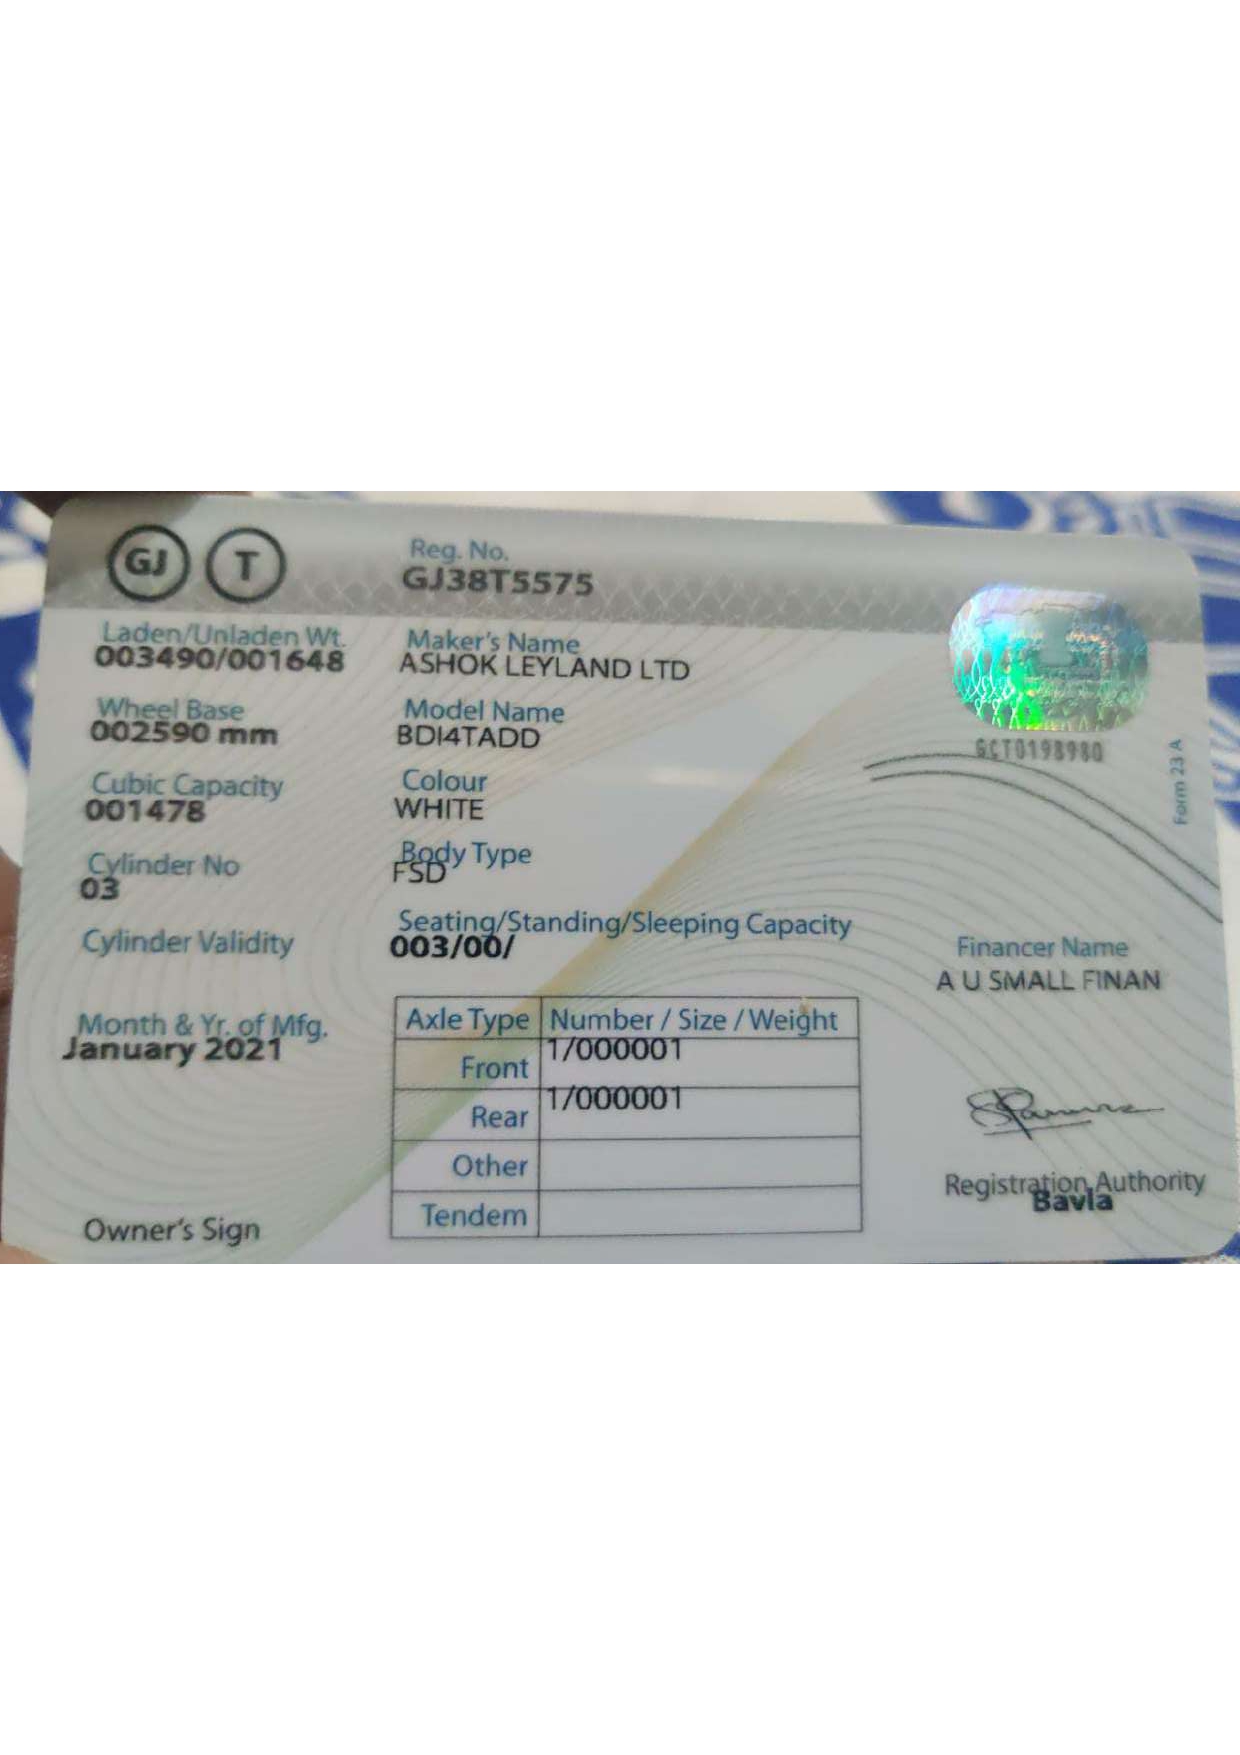 GJ T
Reg. No.
GJ38T5575
Laden/Unladen Wt.
003490/001648
Maker's Name
ASHOK LEYLAND LTD
Wheel Base
002590 mm
Model Name
BDI4TADD
Cubic Capacity
001478
Colour
WHITE
Cylinder No
03
Body Type
FSD
Cylinder Validity
Seating/Standing/Sleeping Capacity
003/00/
Month & Yr. of Mfg.
January 2021
Axle Type Number / Size / Weight
Front 1/000001
Rear 1/000001
Other
Tendem
Owner's Sign
GCT0198980
Form 23 A
Financer Name
A U SMALL FINAN
Registration Authority
Bavla